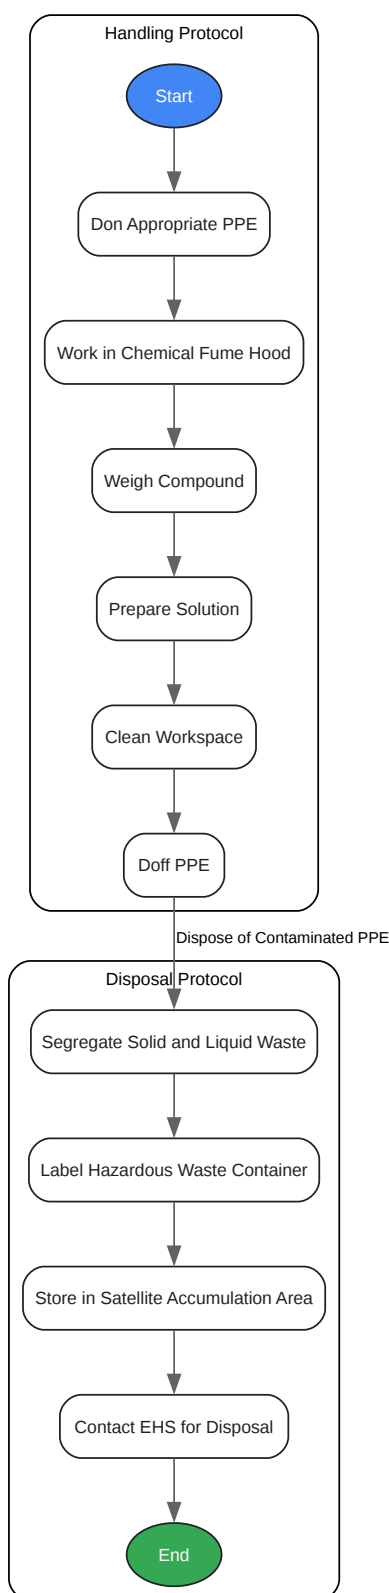 Handling Protocol
Start
Don Appropriate PPE
Work in Chemical Fume Hood
Weigh Compound
Prepare Solution
Clean Workspace
Doff PPE
Dispose of Contaminated PPE
Disposal Protocol
Segregate Solid and Liquid Waste
Label Hazardous Waste Container
Store in Satellite Accumulation Area
Contact EHS for Disposal
End